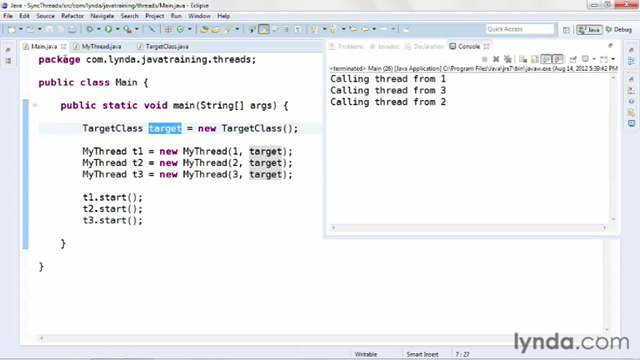 Java - SyncThreads/src/com/lynda/javatraining/threads/Main.java - Eclipse
File Edit Source Refactor Navigate Search Project Run Window Help
Quick Access
Java
Debug
Main.java
MyThread.java
TargetClass.java
package com.lynda.javatraining.threads;
public class Main {
public static void main(String[] args) {
TargetClass target = new TargetClass();
MyThread t1 = new MyThread(1, target);
MyThread t2 = new MyThread(2, target);
MyThread t3 = new MyThread(3, target);
t1.start();
t2.start();
t3.start();
}
}
Problems
Javadoc
Declaration
Console
<terminated> Main (2) [Java Application] C:\Program Files\Java\jre7\bin\javaw.exe (Aug 14, 2012 5:39:42 PM)
Calling thread from 1
Calling thread from 3
Calling thread from 2
Writable
Smart Insert
7 : 27
lynda.com